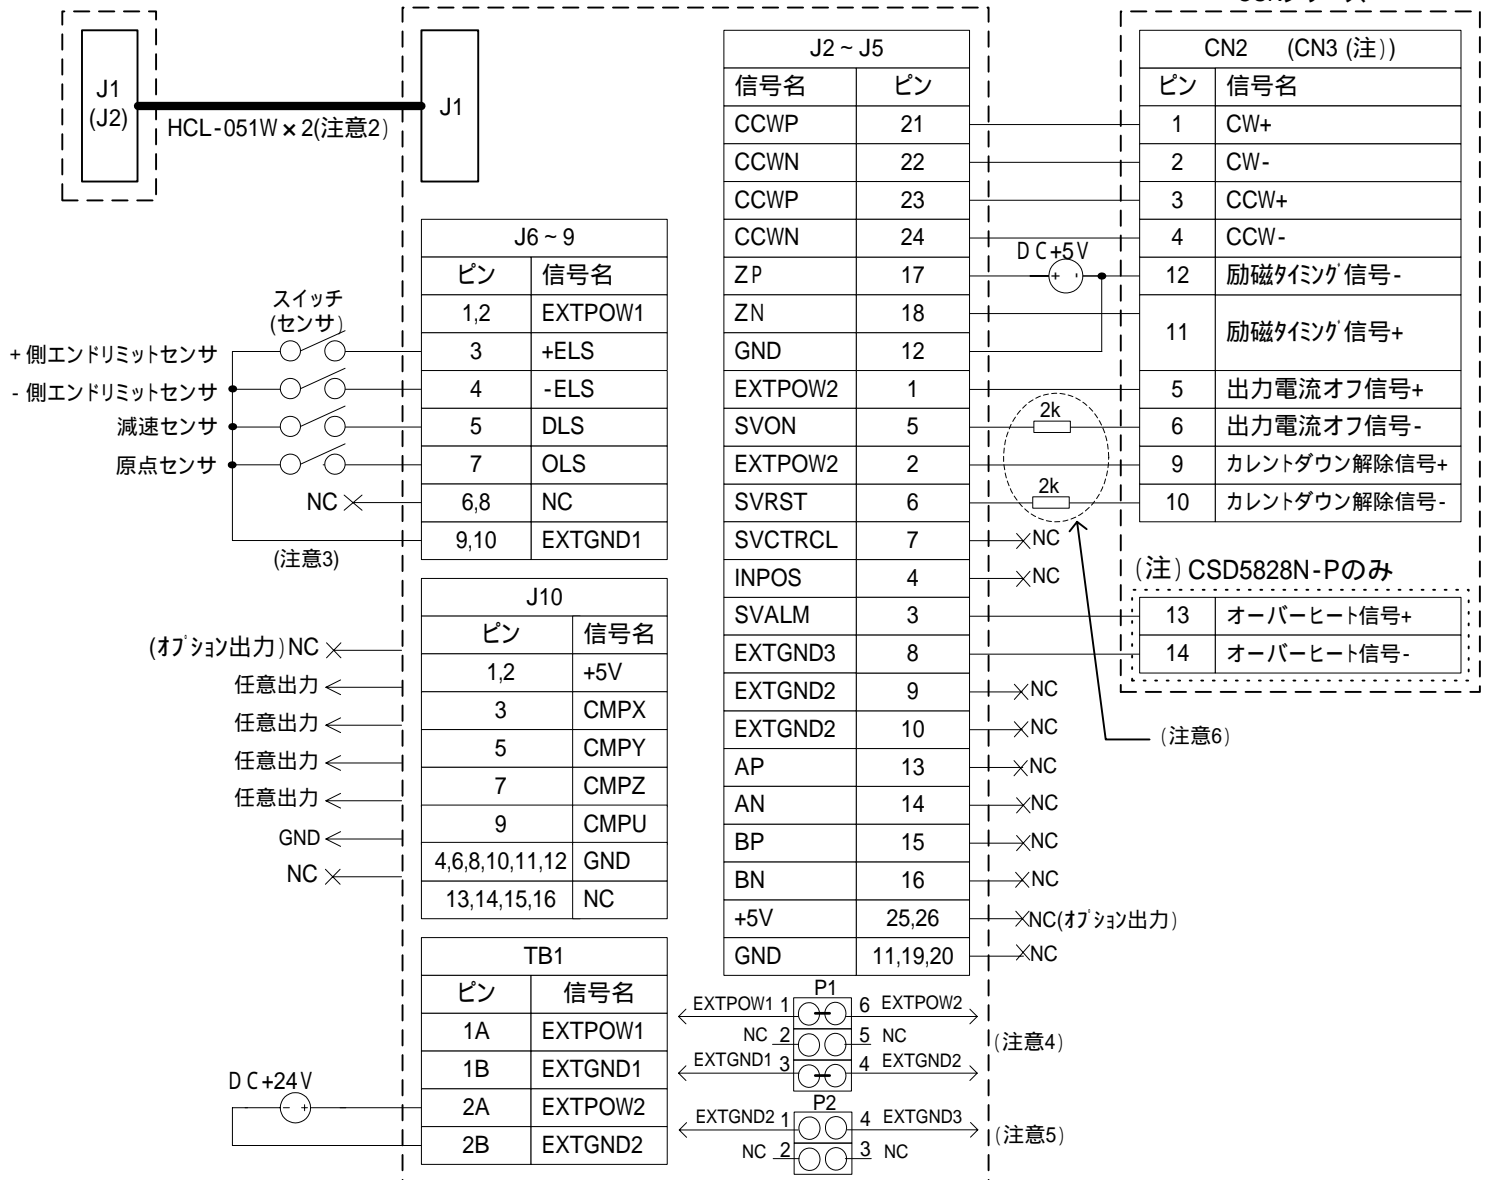 J1
(J2)
HCL-051W×2(注意2)
J1
スイッチ
(センサ)
+側エンドリミットセンサ
-側エンドリミットセンサ
減速センサ
原点センサ
NC
(注意3)
J6~9
ピン 信号名
1,2 EXTPOW1
3 +ELS
4 -ELS
5 DLS
7 OLS
6,8 NC
9,10 EXTGND1
(オプション出力)NC
任意出力
任意出力
任意出力
任意出力
GND
NC
J10
ピン 信号名
1,2 +5V
3 CMPX
5 CMPY
7 CMPZ
9 CMPU
4,6,8,10,11,12 GND
13,14,15,16 NC
DC+24V
- +
TB1
ピン 信号名
1A EXTPOW1
1B EXTGND1
2A EXTPOW2
2B EXTGND2
J2~J5
信号名 ピン
CCWP 21
CCWN 22
CCWP 23
CCWN 24
ZP 17
ZN 18
GND 12
EXTPOW2 1
SVON 5
EXTPOW2 2
SVRST 6
SVCTRCL 7
INPOS 4
SVALM 3
EXTGND3 8
EXTGND2 9
EXTGND2 10
AP 13
AN 14
BP 15
BN 16
+5V 25,26
GND 11,19,20
DC+5V
+ -
2k
2k
NC
NC
NC
NC
NC
NC
NC
NC
NC(オプション出力)
NC
P1
EXTPOW1 1 6 EXTPOW2
NC 2 5 NC
EXTGND1 3 4 EXTGND2
(注意4)
P2
EXTGND2 1 4 EXTGND3
NC 2 3 NC
(注意5)
CN2 (CN3 (注))
ピン 信号名
1 CW+
2 CW-
3 CCW+
4 CCW-
12 励磁タイミング信号-
11 励磁タイミング信号+
5 出力電流オフ信号+
6 出力電流オフ信号-
9 カレントダウン解除信号+
10 カレントダウン解除信号-
(注)CSD5828N-Pのみ
13 オーバーヒート信号+
14 オーバーヒート信号-
(注意6)